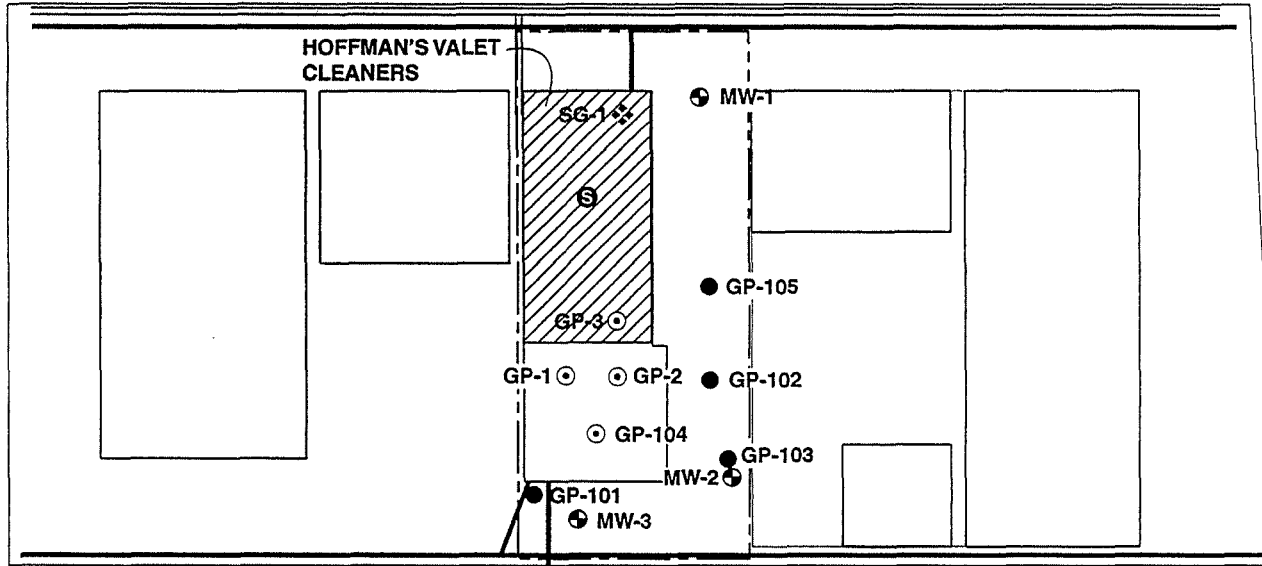 HOFFMAN'S VALET
CLEANERS
MW-1
SG-1
S
GP-105
GP-3
GP-1
GP-2
GP-102
GP-104
GP-103
MW-2
GP-101
MW-3